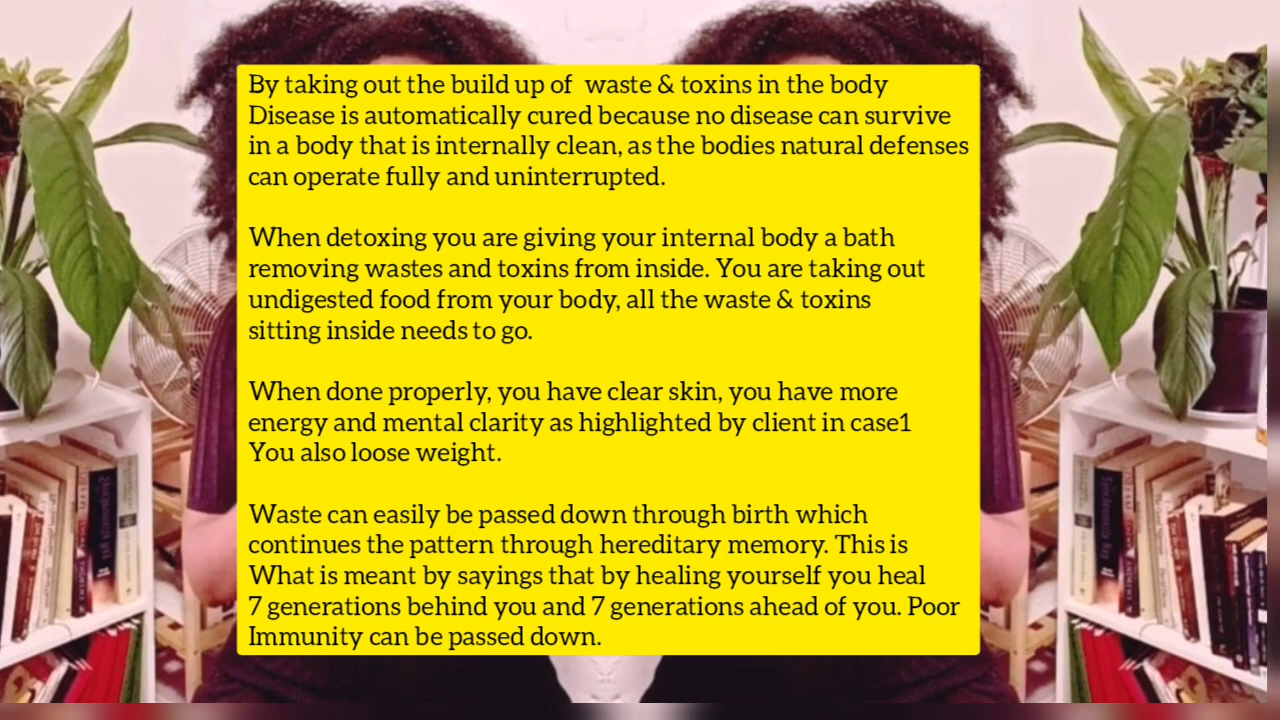 By taking out the build up of  waste & toxins in the body
Disease is automatically cured because no disease can survive
in a body that is internally clean, as the bodies natural defenses
can operate fully and uninterrupted.
When detoxing you are giving your internal body a bath
removing wastes and toxins from inside. You are taking out
undigested food from your body, all the waste & toxins
sitting inside needs to go.
When done properly, you have clear skin, you have more
energy and mental clarity as highlighted by client in case1
You also loose weight.
Waste can easily be passed down through birth which
continues the pattern through hereditary memory. This is
What is meant by sayings that by healing yourself you heal
7 generations behind you and 7 generations ahead of you. Poor
Immunity can be passed down.